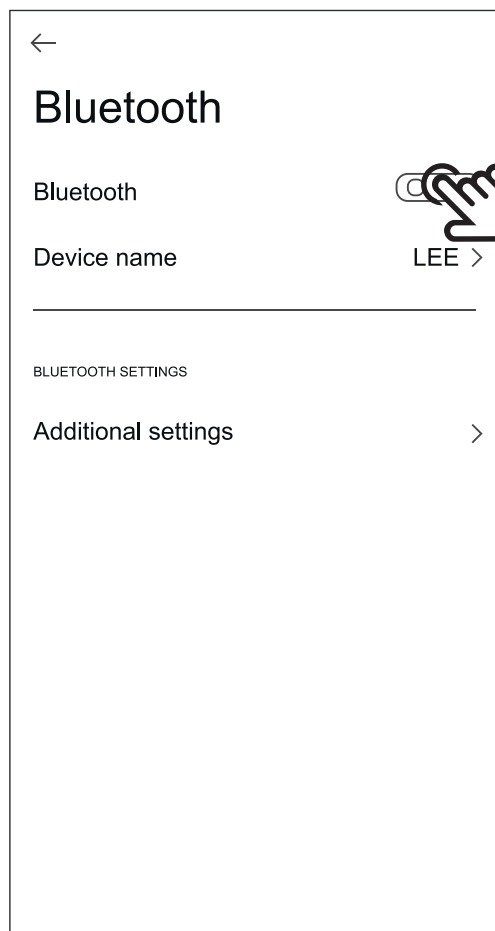 Bluetooth
Bluetooth
Device name LEE >
BLUETOOTH SETTINGS
Additional settings >